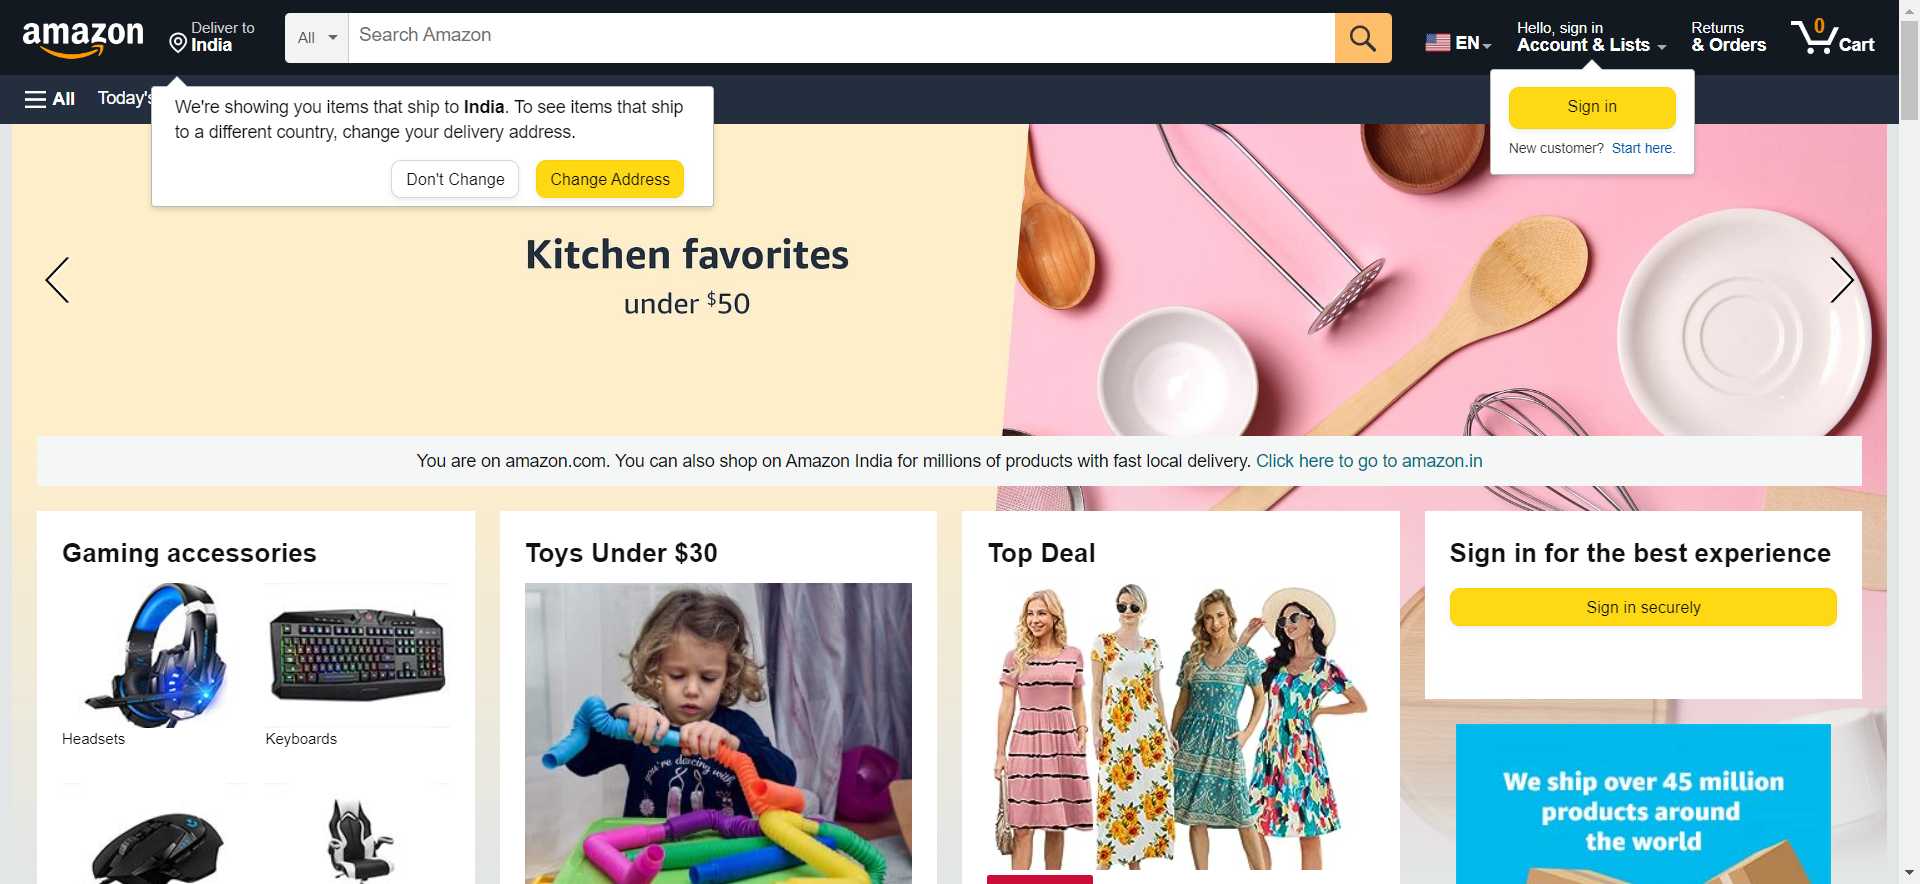 amazon
Deliver to
India
All
Search Amazon
EN
Hello, sign in
Account & Lists
Returns
& Orders
0
Cart
All
Today's
We're showing you items that ship to India. To see items that ship
to a different country, change your delivery address.
Don't Change
Change Address
Sign in
New customer? Start here.
Kitchen favorites
under $50
You are on amazon.com. You can also shop on Amazon India for millions of products with fast local delivery. Click here to go to amazon.in
Gaming accessories
Headsets
Keyboards
Toys Under $30
you're dancing with
Top Deal
Sign in for the best experience
Sign in securely
We ship over 45 million
products around
the world